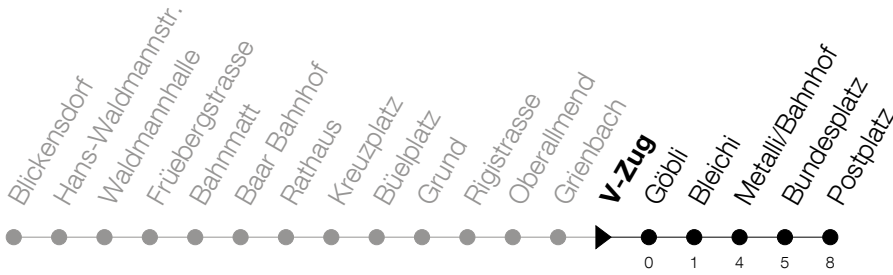 Blickensdorf
Hans-Waldmannstr.
Waldmannhalle
Früebergstrasse
Bahnmatt
Baar Bahnhof
Rathaus
Kreuzplatz
Büelplatz
Grund
Rigistrasse
Oberallmend
Grienbach
V-Zug
Göbli
Bleichi
Metalli/Bahnhof
Bundesplatz
Postplatz
0 1 4 5 8